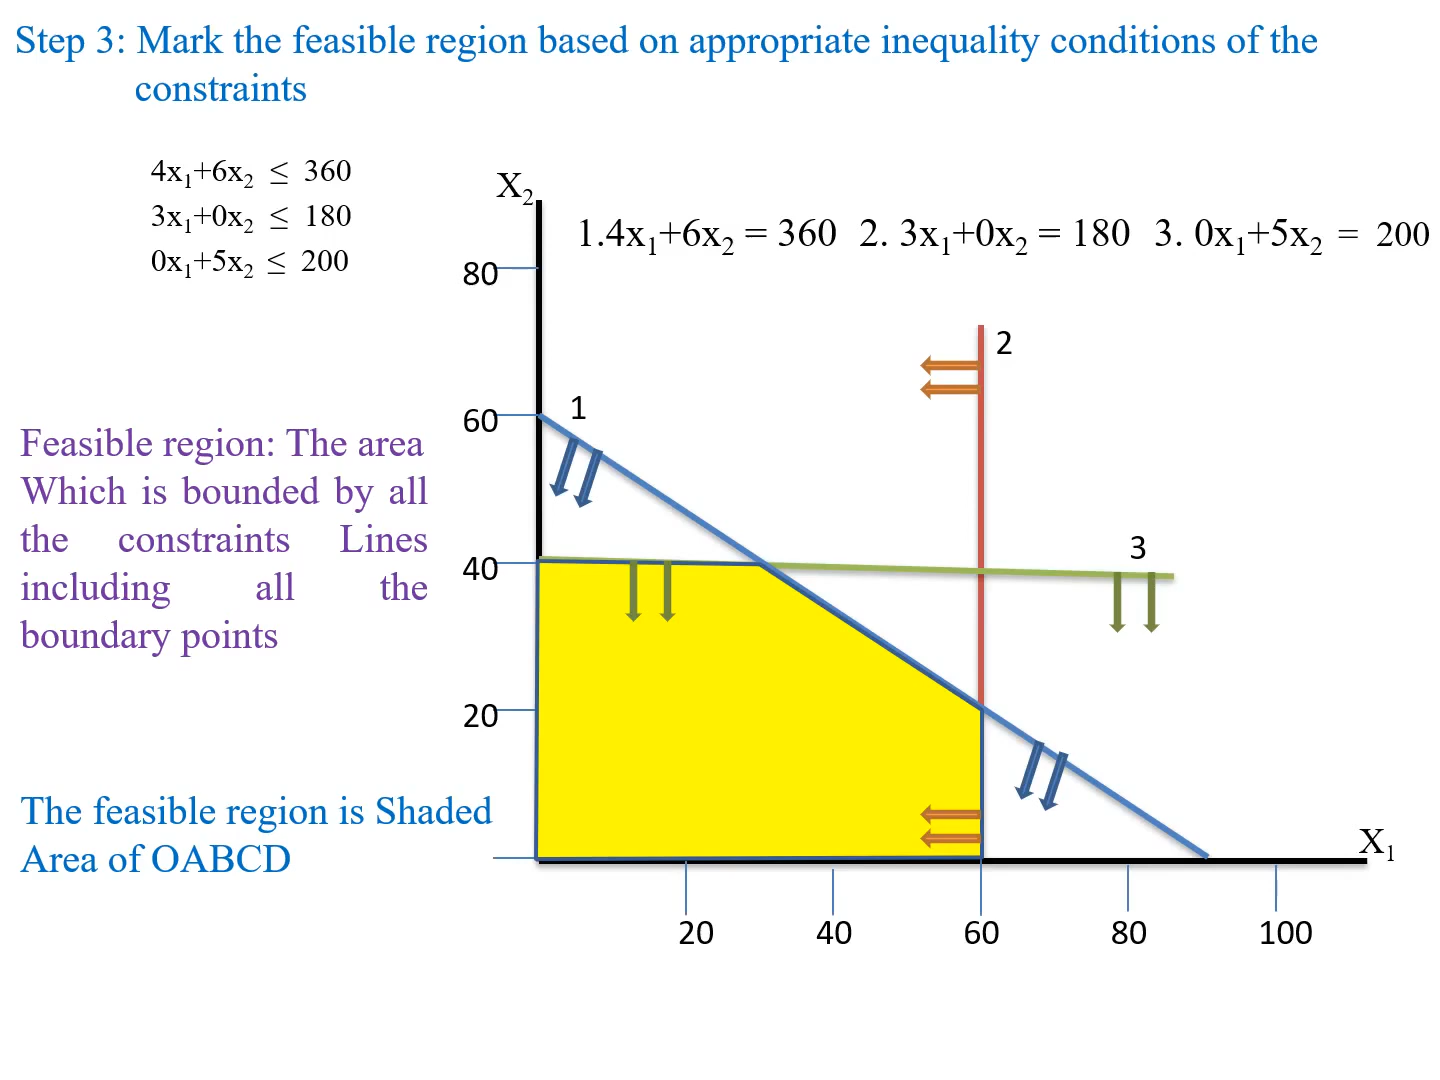 Step 3: Mark the feasible region based on appropriate inequality conditions of the
constraints
4x₁+6x₂ ≤ 360
3x₁+0x₂ ≤ 180
0x₁+5x₂ ≤ 200
X₂
1.4x₁+6x₂ = 360 2. 3x₁+0x₂ = 180 3. 0x₁+5x₂ = 200
80
2
60
1
Feasible region: The area
Which is bounded by all
the constraints Lines
including all the
boundary points
3
40
20
The feasible region is Shaded
Area of OABCD
X₁
20 40 60 80 100